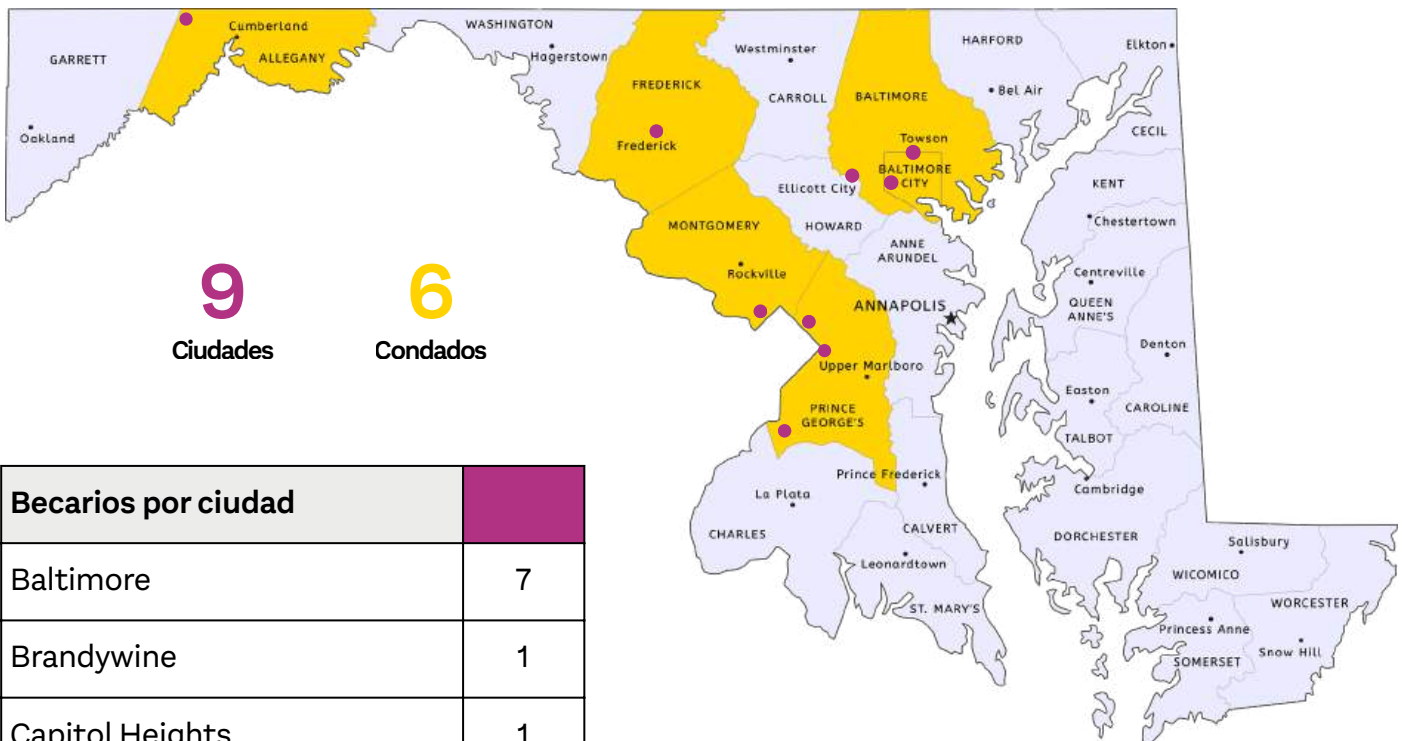 GARRETT
Oakland
Cumberland
ALLEGANY
WASHINGTON
Hagerstown
FREDERICK
Frederick
Westminster
CARROLL
BALTIMORE
Towson
BALTIMORE
CITY
HARFORD
Bel Air
Elkton
CECIL
KENT
Chestertown
Ellicott City
HOWARD
MONTGOMERY
Rockville
ANNE
ARUNDEL
ANNAPOLIS
Centreville
QUEEN
ANNE'S
Denton
Upper Marlboro
PRINCE
GEORGE'S
Easton
CAROLINE
TALBOT
Prince Frederick
La Plata
CHARLES
CALVERT
Leonardtown
ST. MARY'S
Cambridge
DORCHESTER
Salisbury
WICOMICO
WORCESTER
Princess Anne
SOMERSET
Snow Hill
9
Ciudades
6
Condados
Becarios por ciudad
Baltimore 7
Brandywine 1
Capitol Heights 1